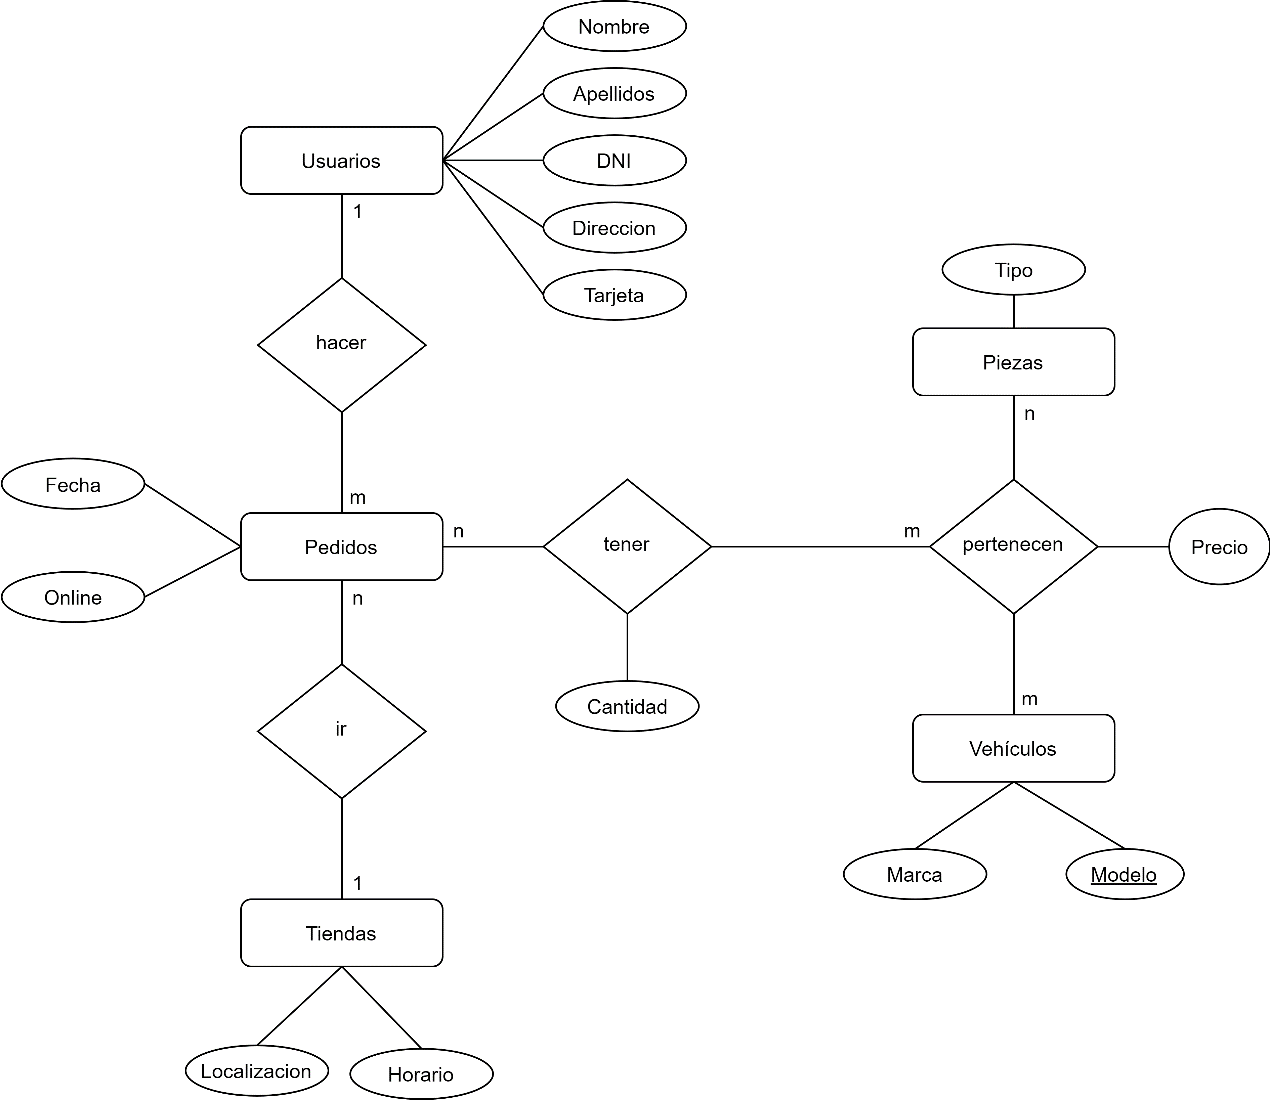 Nombre
Apellidos
Usuarios
DNI
1
Direccion
Tipo
Tarjeta
hacer
Piezas
n
Fecha
m
Pedidos
n
tener
m
pertenecen
Precio
Online
n
Cantidad
ir
m
Vehículos
1
Marca
Modelo
Tiendas
Localizacion
Horario